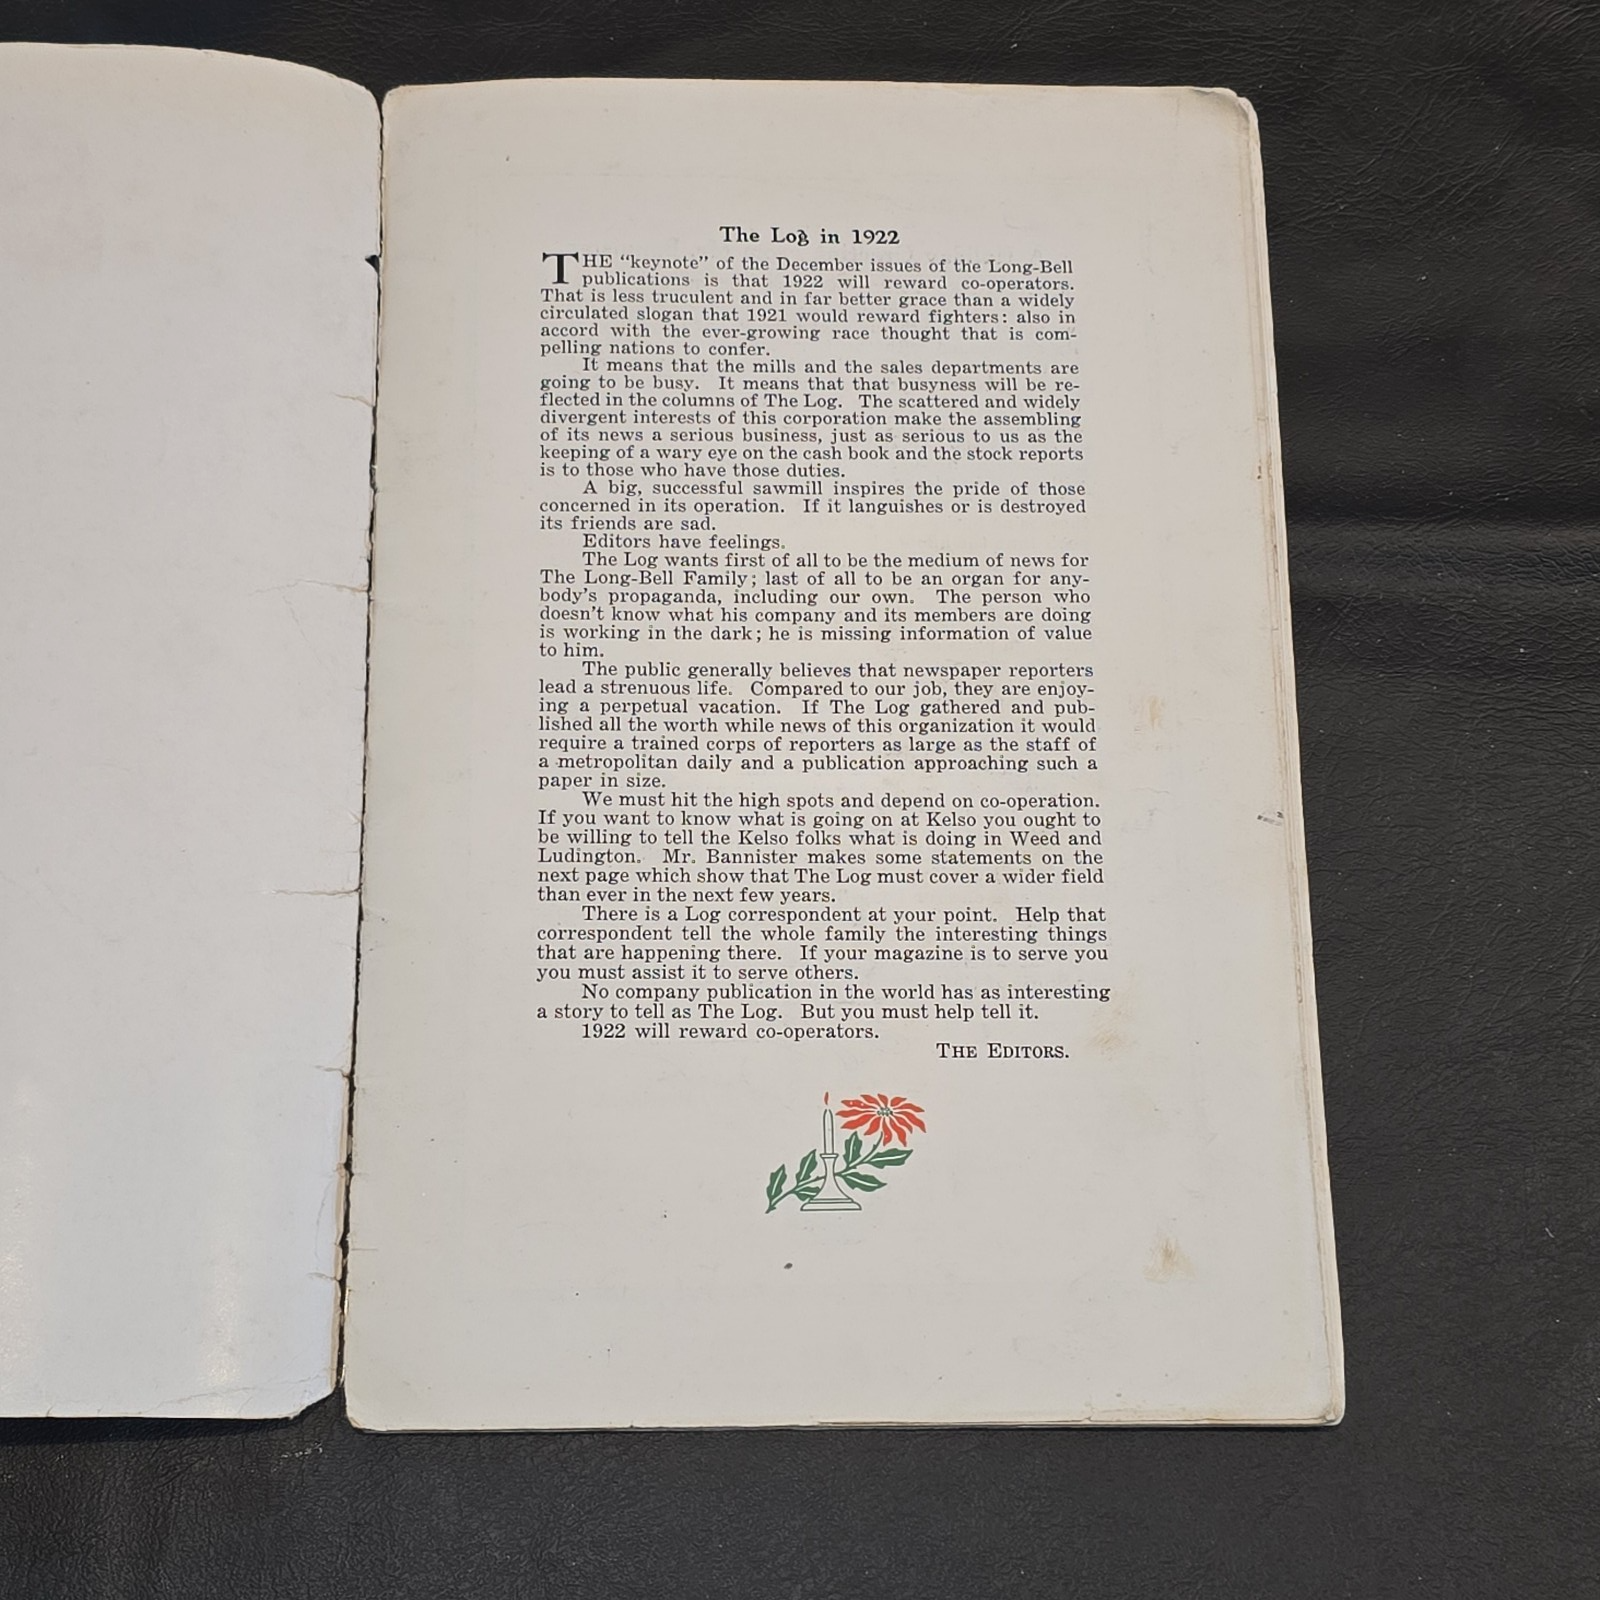 The Log in 1922
THE “keynote” of the December issues of the Long-Bell
publications is that 1922 will reward co-operators.
That is less truculent and in far better grace than a widely
circulated slogan that 1921 would reward fighters: also in
accord with the ever-growing race thought that is com-
pelling nations to confer.
It means that the mills and the sales departments are
going to be busy. It means that that busyness will be re-
flected in the columns of The Log. The scattered and widely
divergent interests of this corporation make the assembling
of its news a serious business, just as serious to us as the
keeping of a wary eye on the cash book and the stock reports
is to those who have those duties.
A big, successful sawmill inspires the pride of those
concerned in its operation. If it languishes or is destroyed
its friends are sad.
Editors have feelings.
The Log wants first of all to be the medium of news for
The Long-Bell Family; last of all to be an organ for any-
body’s propaganda, including our own. The person who
doesn’t know what his company and its members are doing
is working in the dark; he is missing information of value
to him.
The public generally believes that newspaper reporters
lead a strenuous life. Compared to our job, they are enjoy-
ing a perpetual vacation. If The Log gathered and pub-
lished all the worth while news of this organization it would
require a trained corps of reporters as large as the staff of
a metropolitan daily and a publication approaching such a
paper in size.
We must hit the high spots and depend on co-operation.
If you want to know what is going on at Kelso you ought to
be willing to tell the Kelso folks what is doing in Weed and
Ludington. Mr. Bannister makes some statements on the
next page which show that The Log must cover a wider field
than ever in the next few years.
There is a Log correspondent at your point. Help that
correspondent tell the whole family the interesting things
that are happening there. If your magazine is to serve you
you must assist it to serve others.
No company publication in the world has as interesting
a story to tell as The Log. But you must help tell it.
1922 will reward co-operators.
THE EDITORS.